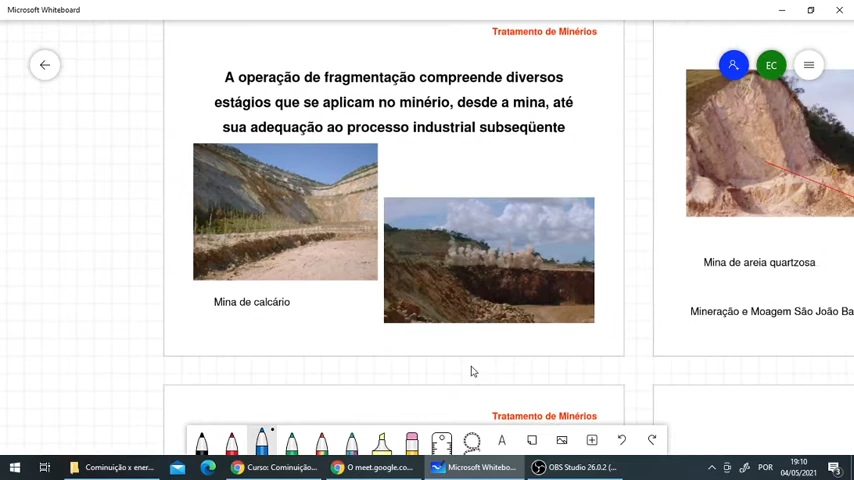 Microsoft Whiteboard
Tratamento de Minérios
A operação de fragmentação compreende diversos
estágios que se aplicam no minério, desde a mina, até
sua adequação ao processo industrial subseqüente
Mina de calcário
EC
Mina de areia quartzosa
Mineração e Moagem São João Ba
Tratamento de Minérios
A
Cominuição x ener...
Curso: Cominuição...
meet.google.co...
Microsoft Whitebo...
OBS Studio 26.0.2 (...
POR
19:10
04/05/2021
3